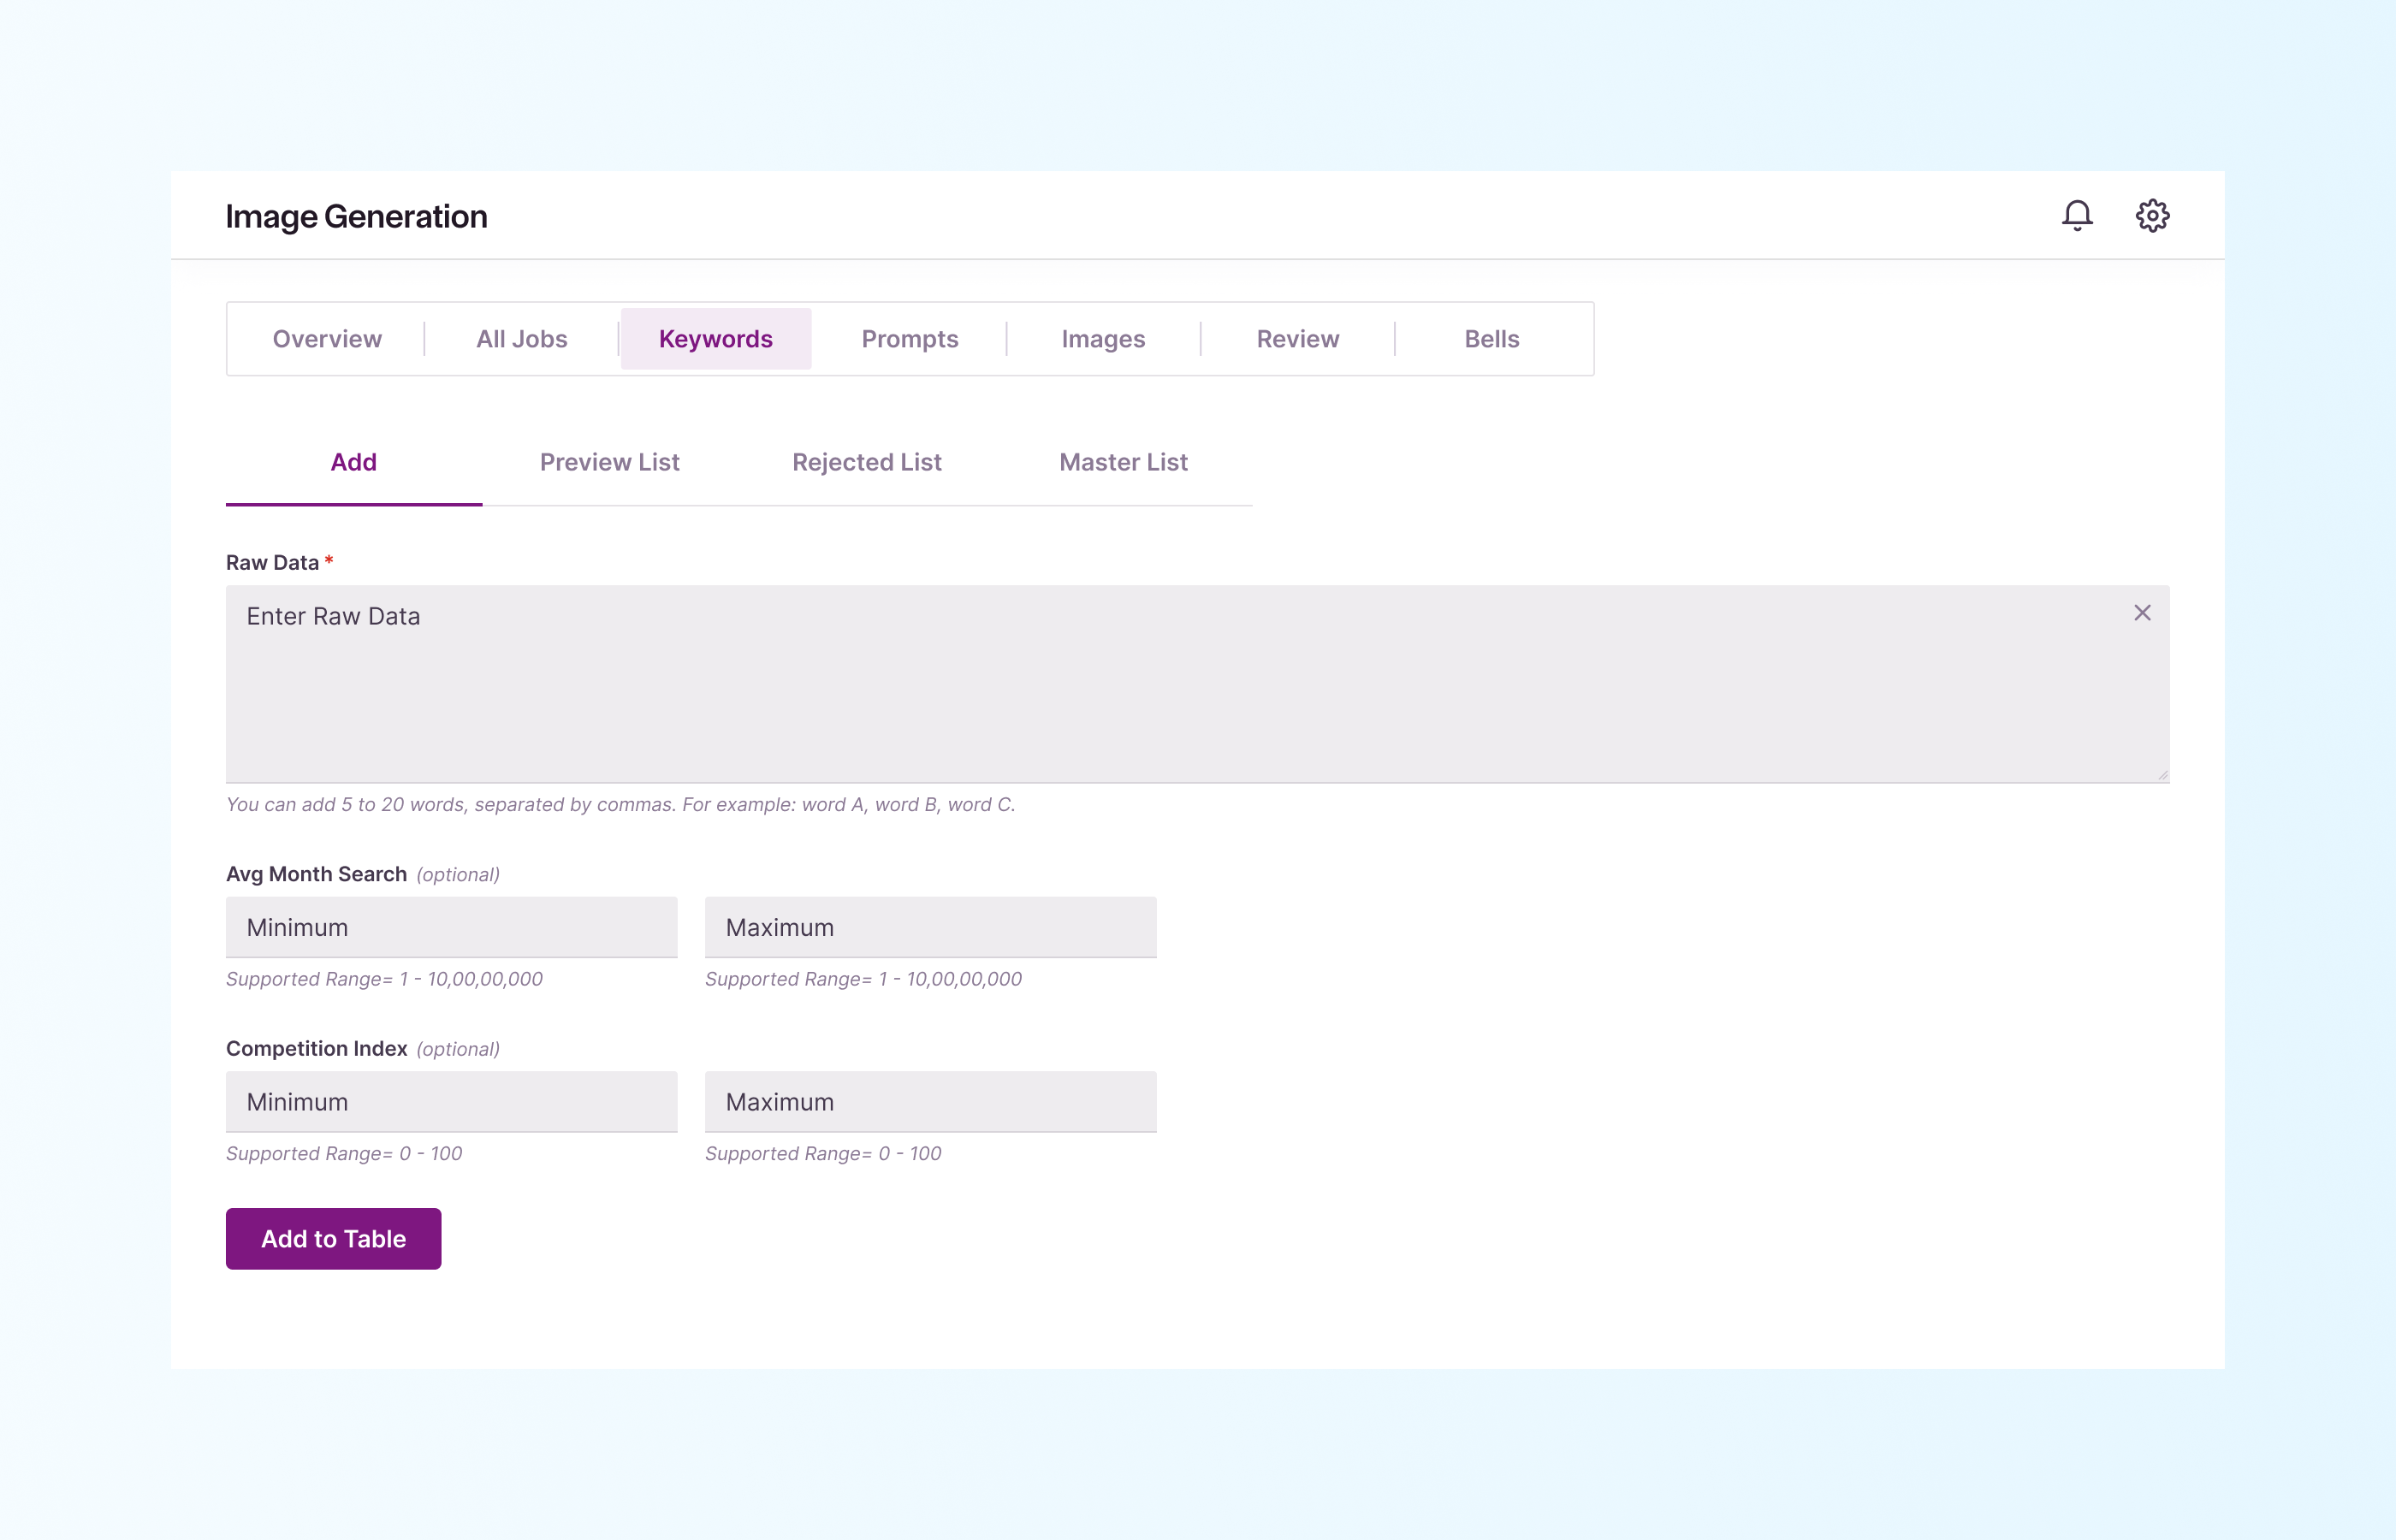 Image Generation
Overview All Jobs Keywords Prompts Images Review Bells
Add Preview List Rejected List Master List
Raw Data *
Enter Raw Data
You can add 5 to 20 words, separated by commas. For example: word A, word B, word C.
Avg Month Search (optional)
Minimum Maximum
Supported Range= 1 - 10,00,00,000 Supported Range= 1 - 10,00,00,000
Competition Index (optional)
Minimum Maximum
Supported Range= 0 - 100 Supported Range= 0 - 100
Add to Table